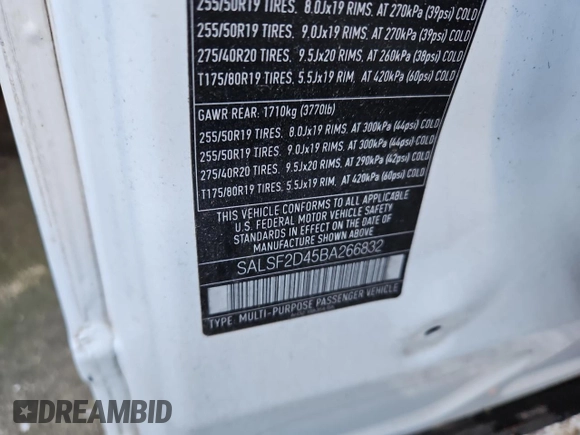 255/50R19 TIRES. 8.0Jx19 RIMS. AT 270kPa (39psi) COLD
255/50R19 TIRES. 9.0Jx19 RIMS. AT 270kPa (39psi) COLD
275/40R20 TIRES. 9.5Jx20 RIMS. AT 260kPa (38psi) COLD
T175/80R19 TIRES. 5.5Jx19 RIM. AT 420kPa (60psi) COLD
GAWR REAR: 1710kg (3770lb)
255/50R19 TIRES. 8.0Jx19 RIMS. AT 300kPa (44psi) COLD
255/50R19 TIRES. 9.0Jx19 RIMS. AT 300kPa (44psi) COLD
275/40R20 TIRES. 9.5Jx20 RIMS. AT 290kPa (42psi) COLD
T175/80R19 TIRES. 5.5Jx19 RIM. AT 420kPa (60psi) COLD
THIS VEHICLE CONFORMS TO ALL APPLICABLE
U.S. FEDERAL MOTOR VEHICLE SAFETY
STANDARDS IN EFFECT ON THE DATE OF
MANUFACTURE SHOWN ABOVE
SALSF2D45BA266832
TYPE: MULTI-PURPOSE PASSENGER VEHICLE
DREAMBID